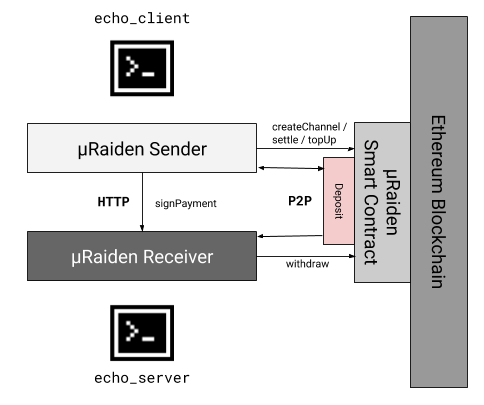 echo_client
>_
µRaiden Sender
createChannel /
settle / topUp
HTTP
signPayment
P2P
Deposit
µRaiden
Smart Contract
Ethereum Blockchain
µRaiden Receiver
withdraw
>_
echo_server